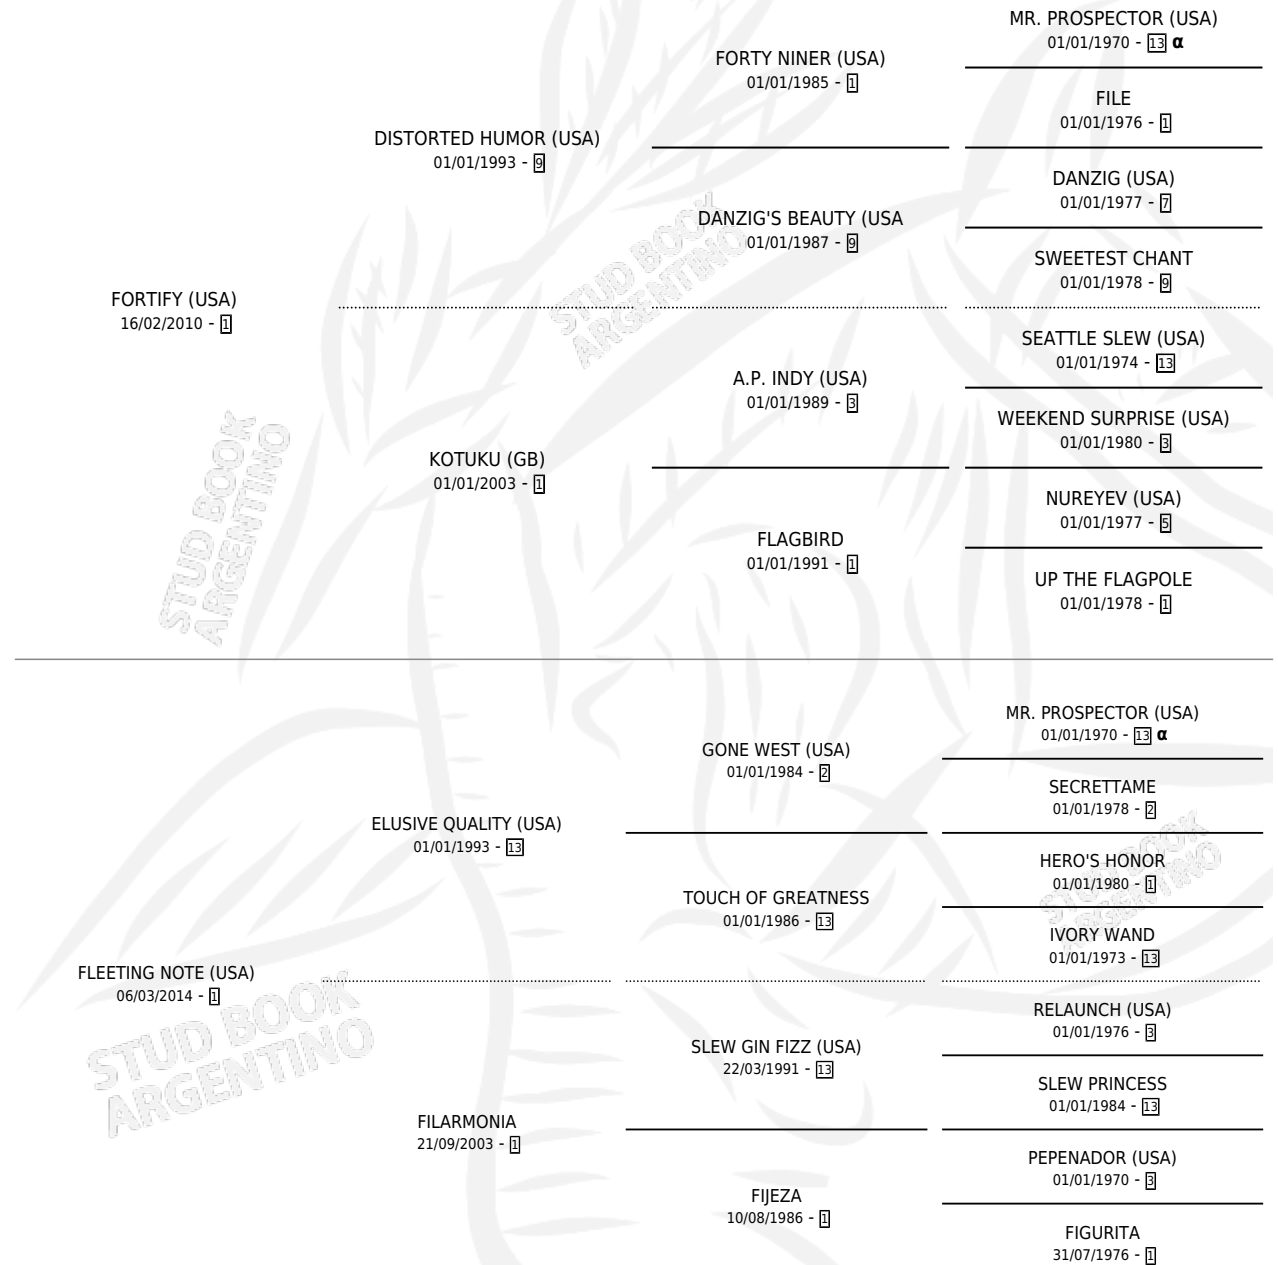 MR. PROSPECTOR (USA)
01/01/1970 - 13 α
FORTY NINER (USA)
01/01/1985 - 1
FILE
01/01/1976 - 1
DISTORTED HUMOR (USA)
01/01/1993 - 9
DANZIG (USA)
01/01/1977 - 7
DANZIG'S BEAUTY (USA
01/01/1987 - 9
SWEETEST CHANT
01/01/1978 - 9
FORTIFY (USA)
16/02/2010 - 1
SEATTLE SLEW (USA)
01/01/1974 - 13
A.P. INDY (USA)
01/01/1989 - 3
WEEKEND SURPRISE (USA)
01/01/1980 - 3
KOTUKU (GB)
01/01/2003 - 1
NUREYEV (USA)
01/01/1977 - 5
FLAGBIRD
01/01/1991 - 1
UP THE FLAGPOLE
01/01/1978 - 1
MR. PROSPECTOR (USA)
01/01/1970 - 13 α
GONE WEST (USA)
01/01/1984 - 2
SECRETTAME
01/01/1978 - 2
ELUSIVE QUALITY (USA)
01/01/1993 - 13
HERO'S HONOR
01/01/1980 - 1
TOUCH OF GREATNESS
01/01/1986 - 13
IVORY WAND
01/01/1973 - 13
FLEETING NOTE (USA)
06/03/2014 - 1
RELAUNCH (USA)
01/01/1976 - 3
SLEW GIN FIZZ (USA)
22/03/1991 - 13
SLEW PRINCESS
01/01/1984 - 13
FILARMONIA
21/09/2003 - 1
PEPENADOR (USA)
01/01/1970 - 3
FIJEZA
10/08/1986 - 1
FIGURITA
31/07/1976 - 1
STUD BOOK
ARGENTINO
STUD BOOK
ARGENTINO
STUD BOOK
ARGENTINO
STUD BOOK
ARGENTINO